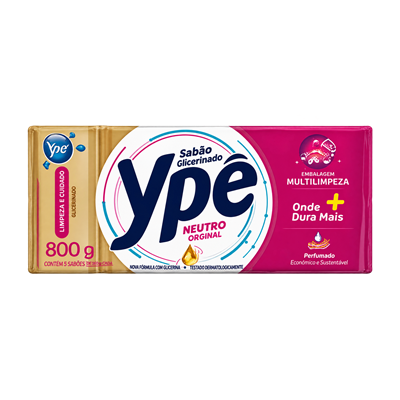 Ypê
LIMPEZA E CUIDADO
GLICERINADO
800 g
CONTÉM 5 SABÕES
Sabão
Glicerinado
Ypê
NEUTRO
ORGINAL
NOVA FÓRMULA COM GLICERINA + TESTADO DERMATOLOGICAMENTE
EMBALAGEM
MULTILIMPEZA
Onde +
Dura Mais
Perfumado
Econômico e Sustentável